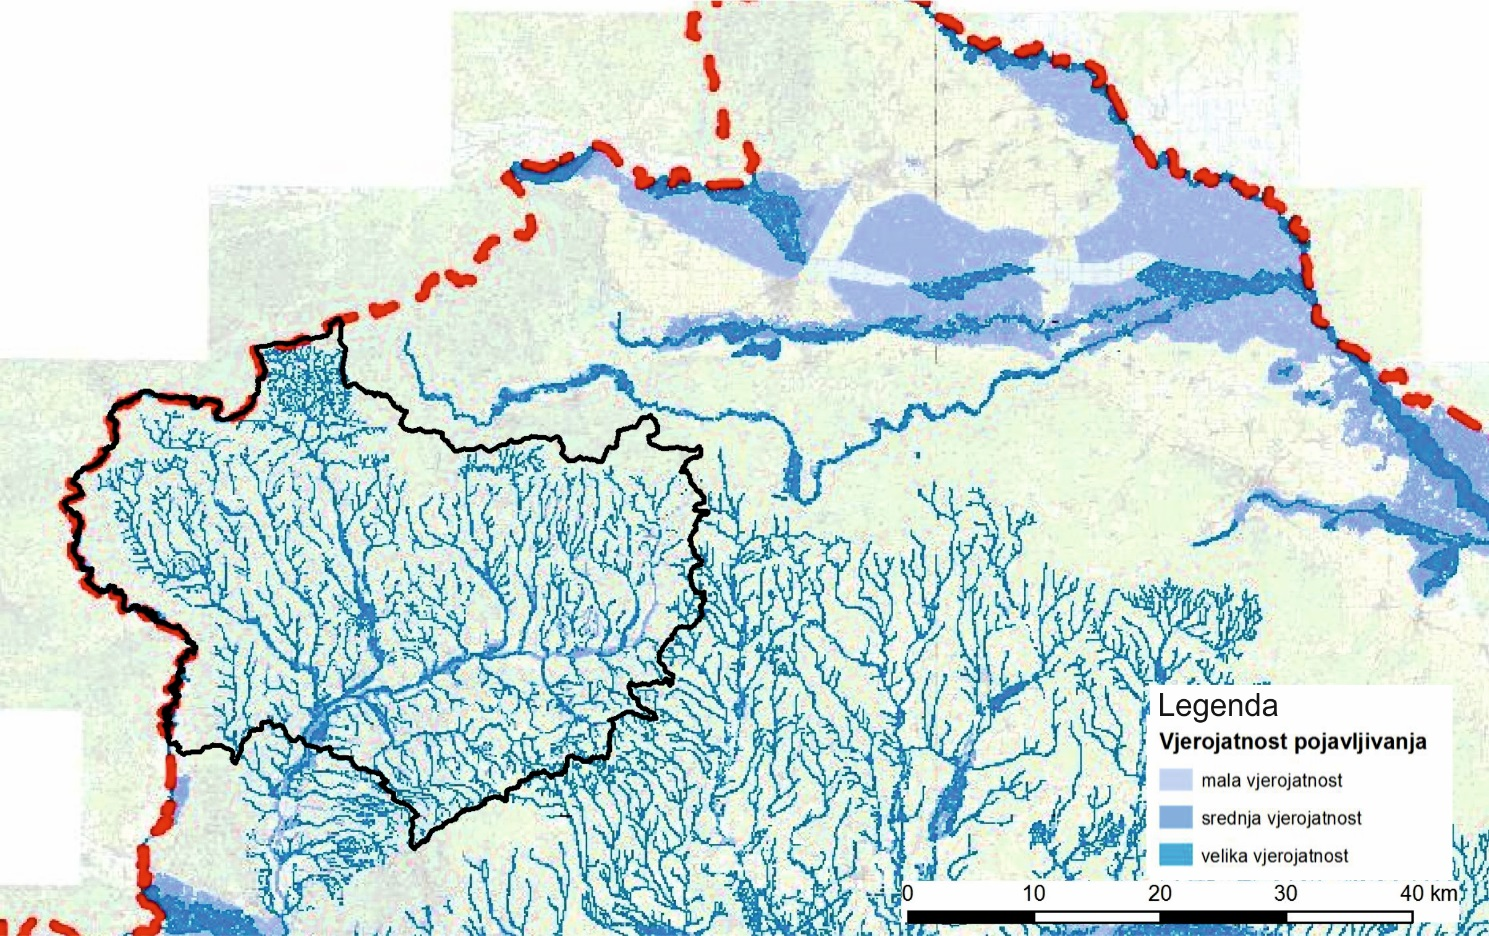 Legenda
Vjerojatnost pojavljivanja
mala vjerojatnost
srednja vjerojatnost
velika vjerojatnost
0 10 20 30 40 km